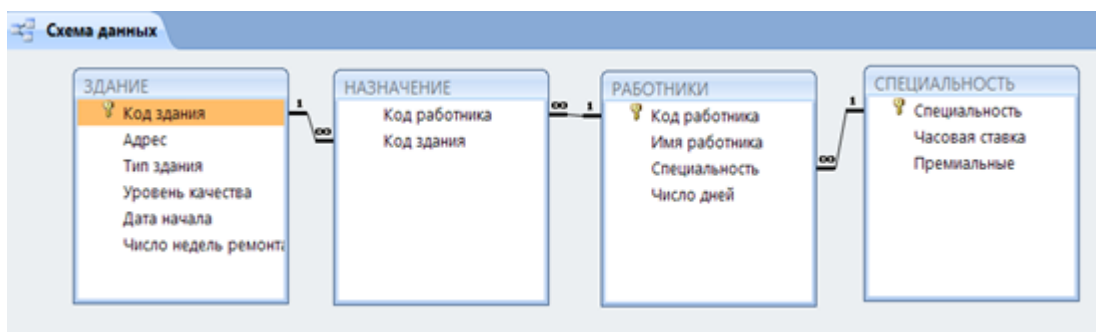 Схема данных
ЗДАНИЕ
Код здания
Адрес
Тип здания
Уровень качества
Дата начала
Число недель ремонта
1
∞
НАЗНАЧЕНИЕ
Код работника
Код здания
∞
1
РАБОТНИКИ
Код работника
Имя работника
Специальность
Число дней
∞
1
СПЕЦИАЛЬНОСТЬ
Специальность
Часовая ставка
Премиальные